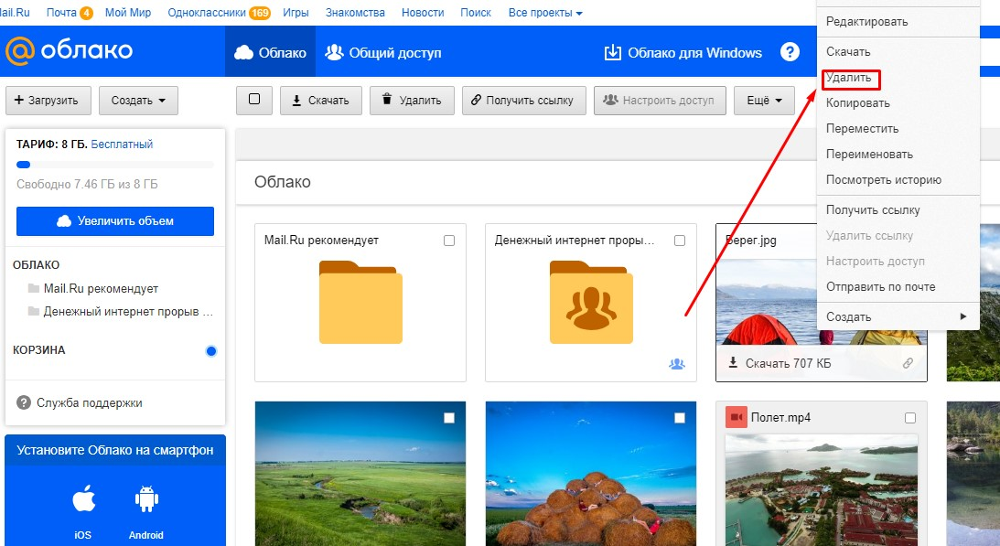 Mail.Ru Почта 4 Мой Мир Одноклассники 169 Игры Знакомства Новости Поиск Все проекты
облако Облако Общий доступ Облако для Windows ?
Загрузить Создать Скачать Удалить Получить ссылку Настроить доступ Ещё
ТАРИФ: 8 ГБ. Бесплатный
Свободно 7.46 ГБ из 8 ГБ
Увеличить объем
ОБЛАКО
Mail.Ru рекомендует
Денежный интернет прорыв ...
КОРЗИНА
? Служба поддержки
Установите Облако на смартфон
iOS Android
Облако
Mail.Ru рекомендует
Денежный интернет проры...
Берег.jpg
Скачать 707 КБ
Полет.mp4
Редактировать
Скачать
Удалить
Копировать
Переместить
Переименовать
Посмотреть историю
Получить ссылку
Удалить ссылку
Настроить доступ
Отправить по почте
Создать